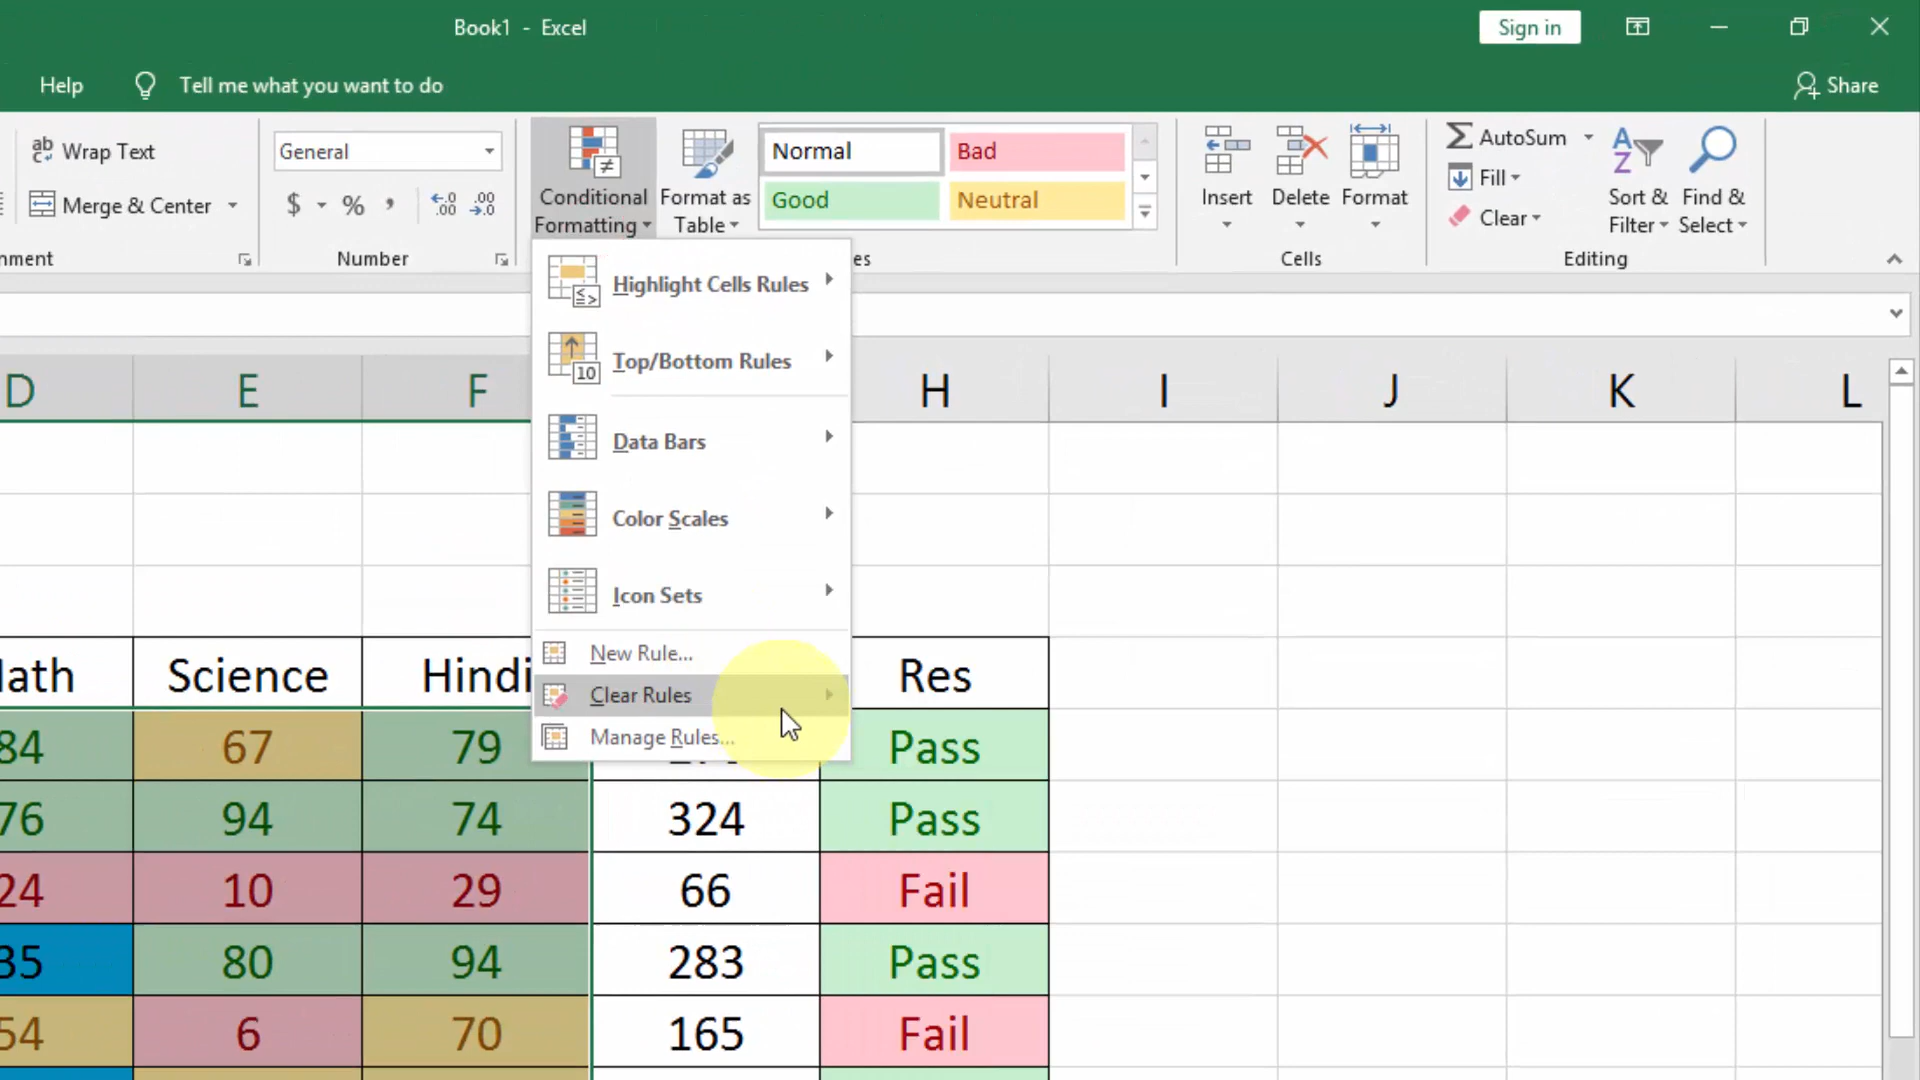 Book1 - Excel
Sign in
Help
Tell me what you want to do
Share
Wrap Text
Merge & Center
General
$ % ,
Number
Conditional Formatting
Format as Table
Normal
Bad
Good
Neutral
Insert
Delete
Format
Cells
AutoSum
Fill
Clear
Sort & Filter
Find & Select
Editing
Highlight Cells Rules
Top/Bottom Rules
Data Bars
Color Scales
Icon Sets
New Rule...
Clear Rules
Manage Rules...
D E F H I J K L
Science Hindi Res
84 67 79 Pass
76 94 74 324 Pass
24 10 29 66 Fail
35 80 94 283 Pass
54 6 70 165 Fail